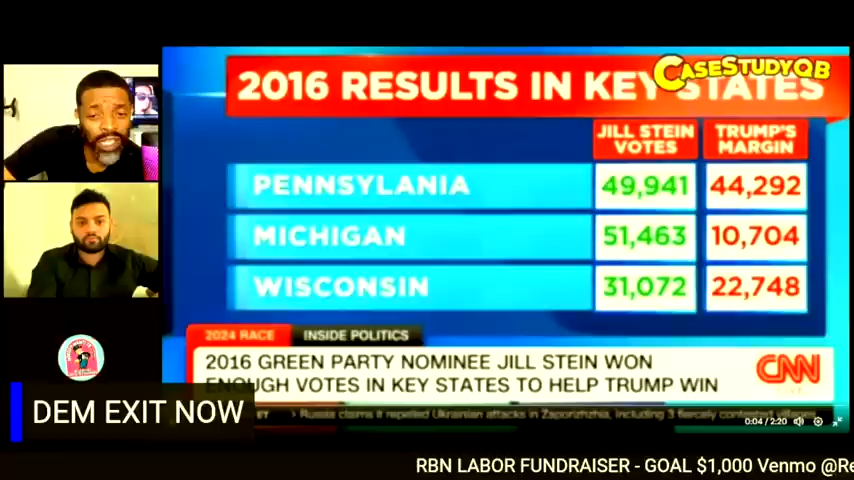 CASESTUDYQB
2016 RESULTS IN KEY STATES
JILL STEIN VOTES
TRUMP'S MARGIN
PENNSYLANIA 49,941 44,292
MICHIGAN 51,463 10,704
WISCONSIN 31,072 22,748
2024 RACE INSIDE POLITICS
2016 GREEN PARTY NOMINEE JILL STEIN WON
ENOUGH VOTES IN KEY STATES TO HELP TRUMP WIN
CNN
ET > Russia claims it repelled Ukrainian attacks in Zaporizhzhia, including 3 fiercely contested villages
0:04 / 2:20
DEM EXIT NOW
RBN LABOR FUNDRAISER - GOAL $1,000 Venmo @Re